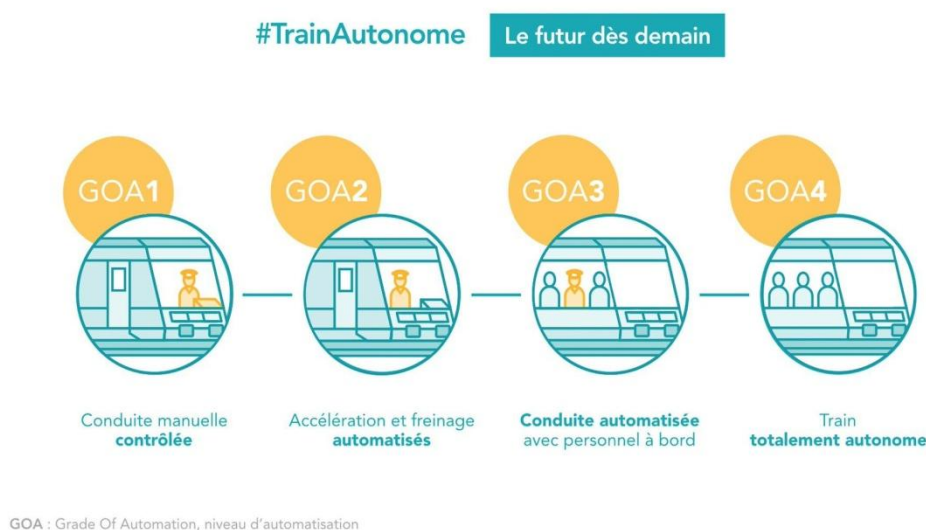 #TrainAutonome Le futur dès demain
GOA1 GOA2 GOA3 GOA4
Conduite manuelle
contrôlée
Accélération et freinage
automatisés
Conduite automatisée
avec personnel à bord
Train
totalement autonome
GOA : Grade Of Automation, niveau d'automatisation